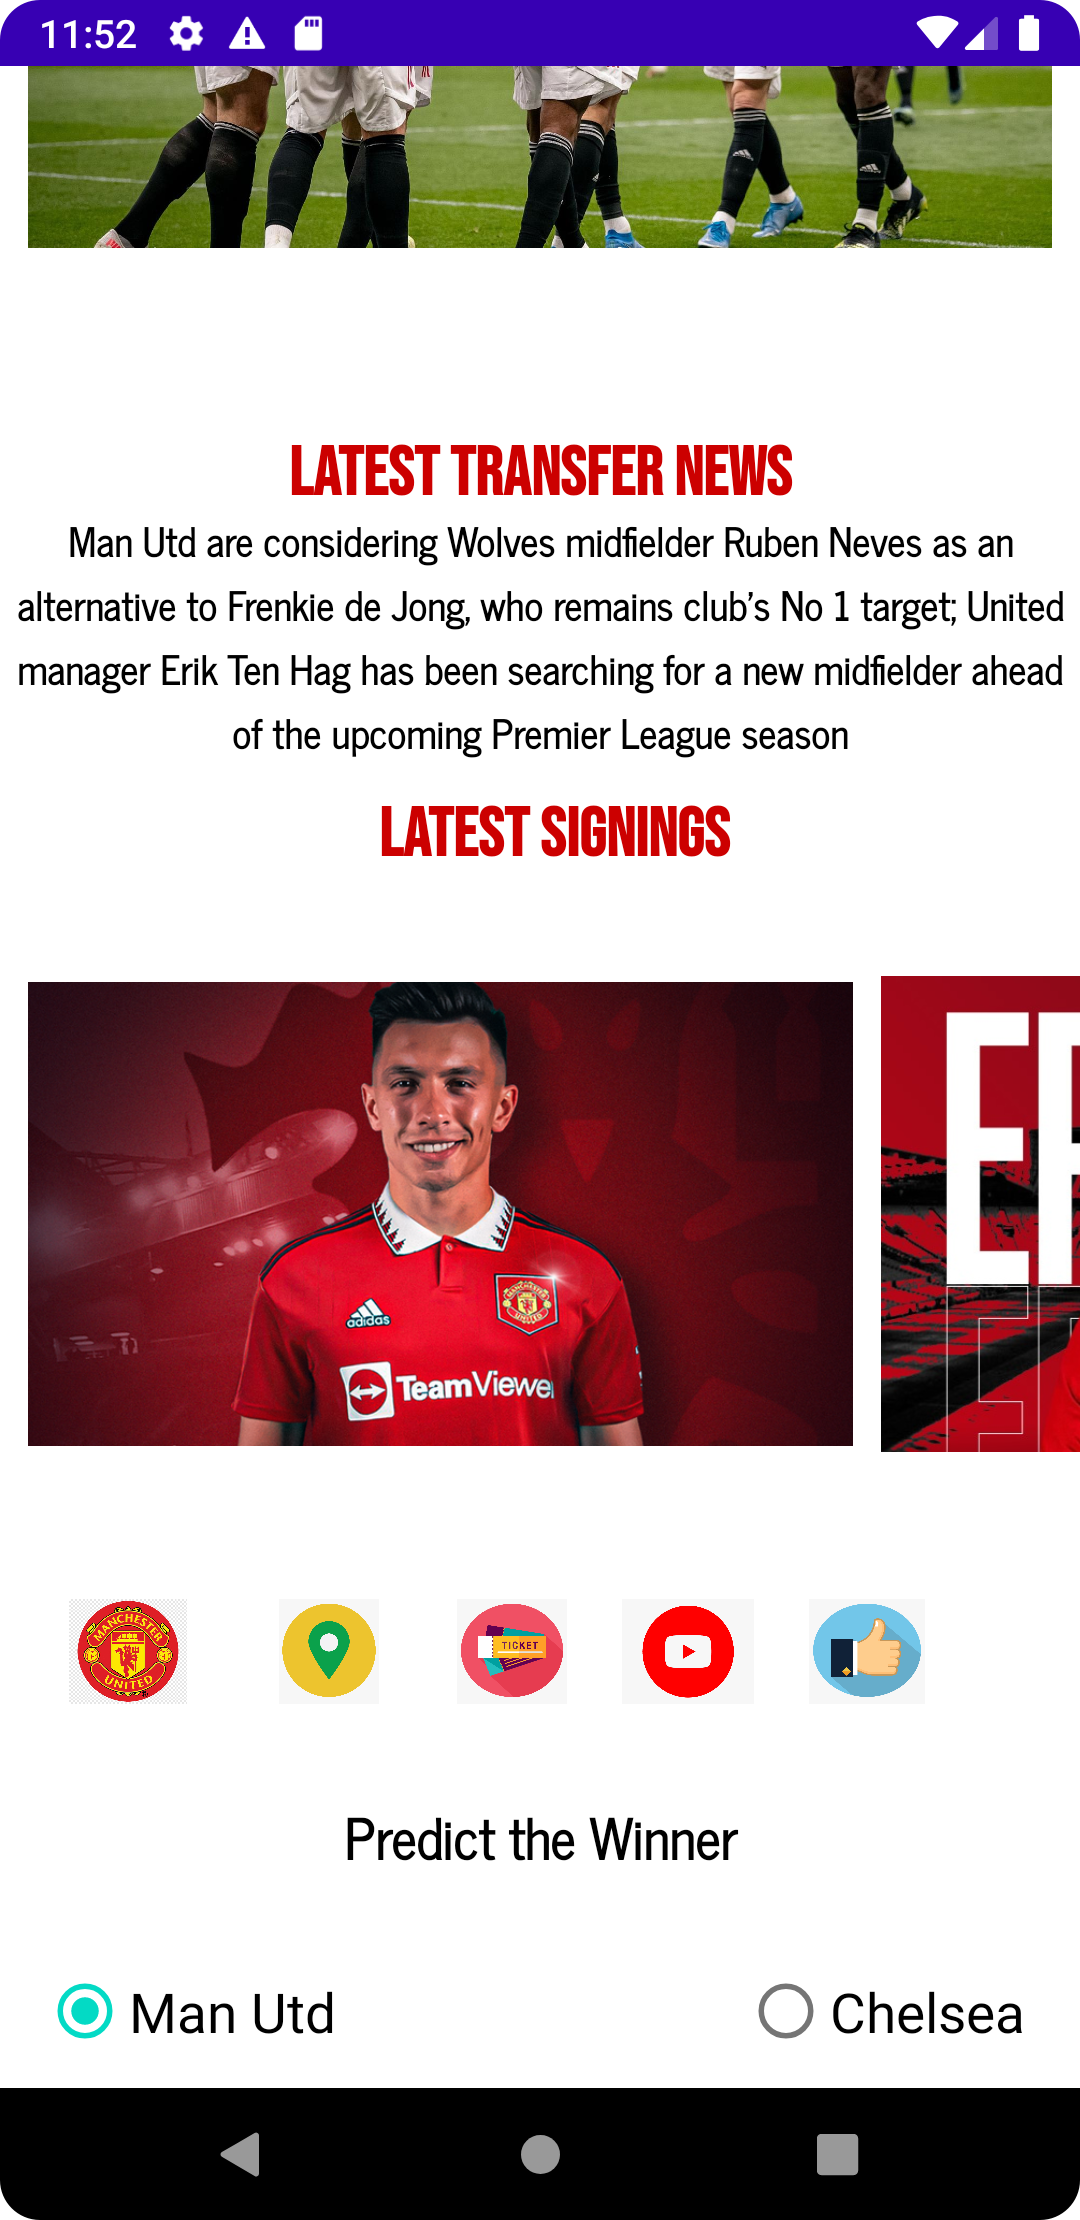 11:52
LATEST TRANSFER NEWS
Man Utd are considering Wolves midfielder Ruben Neves as an
alternative to Frenkie de Jong, who remains club's No 1 target; United
manager Erik Ten Hag has been searching for a new midfielder ahead
of the upcoming Premier League season
LATEST SIGNINGS
adidas
MANCHESTER
UNITED
TeamViewer
MANCHESTER
UNITED
TICKET
Predict the Winner
Man Utd
Chelsea